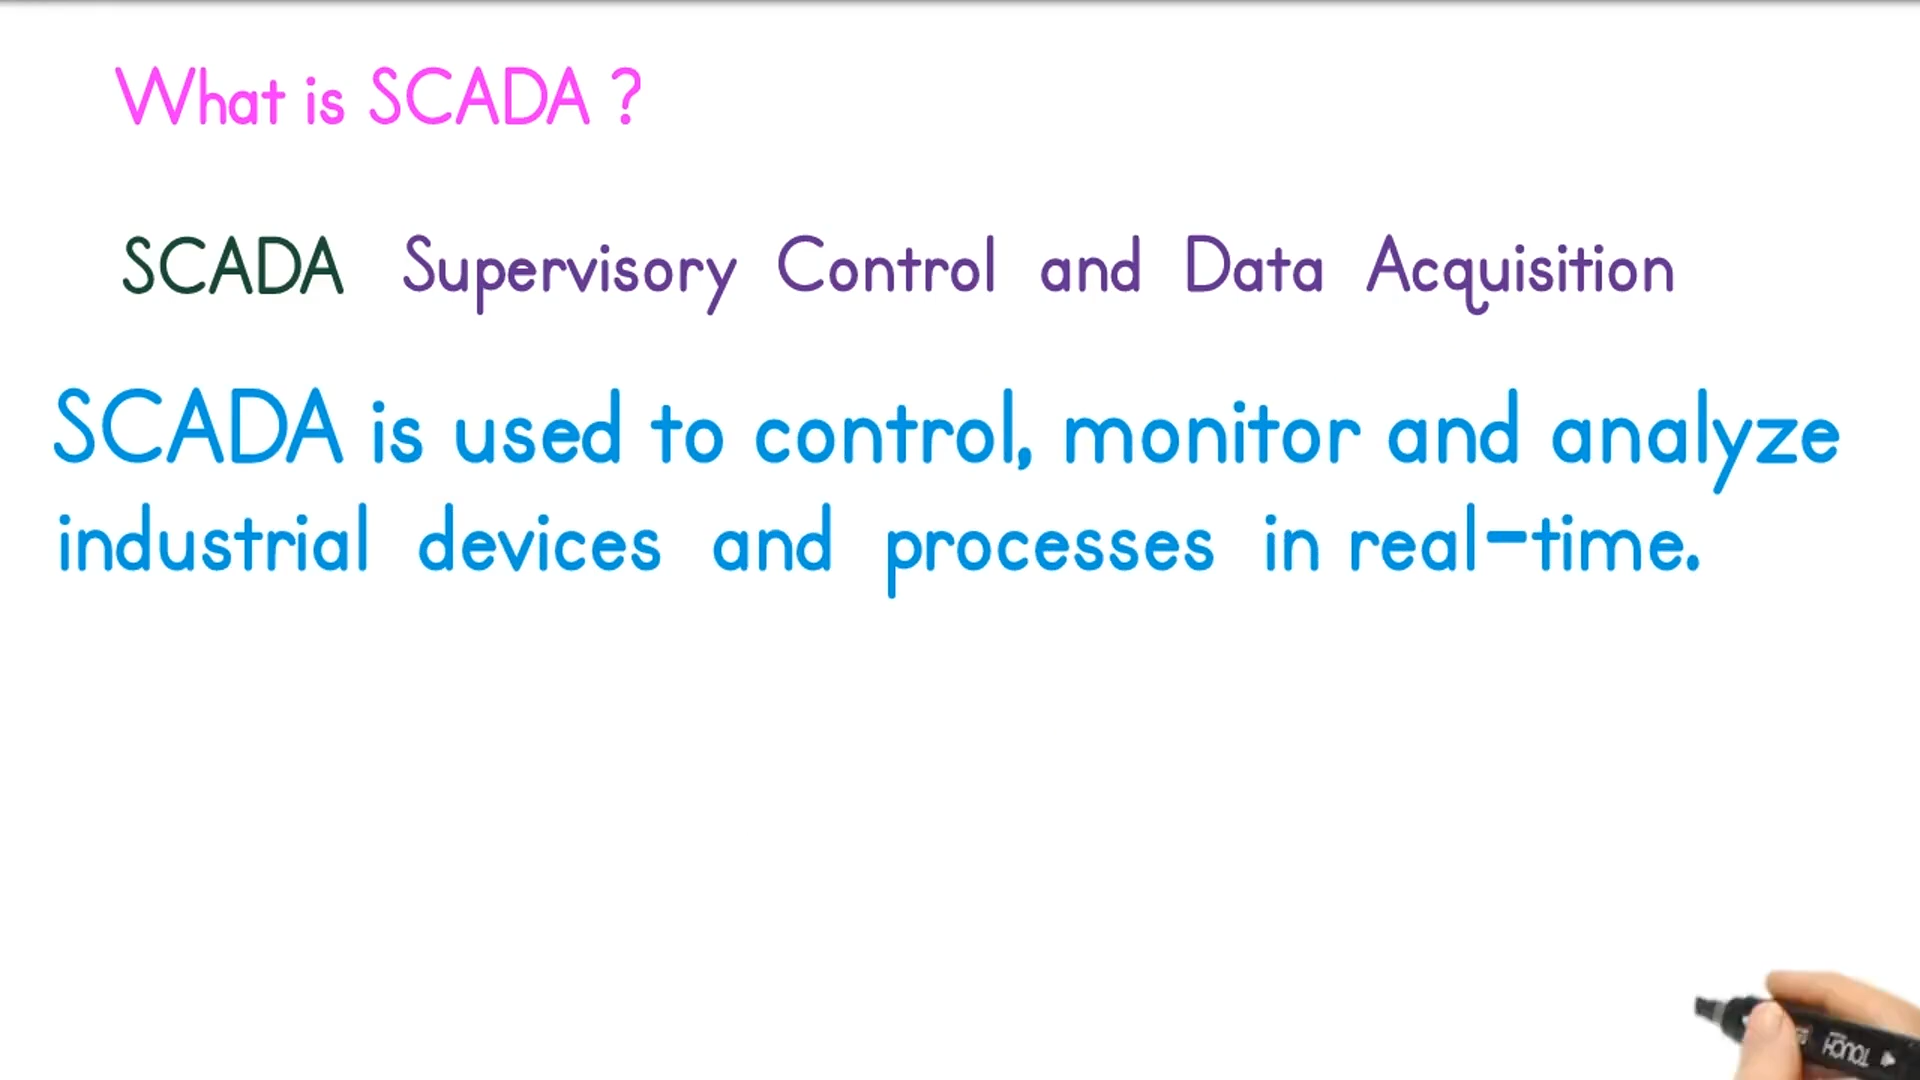 What is SCADA ?
SCADA Supervisory Control and Data Acquisition
SCADA is used to control, monitor and analyze
industrial devices and processes in real-time.
TOUCH